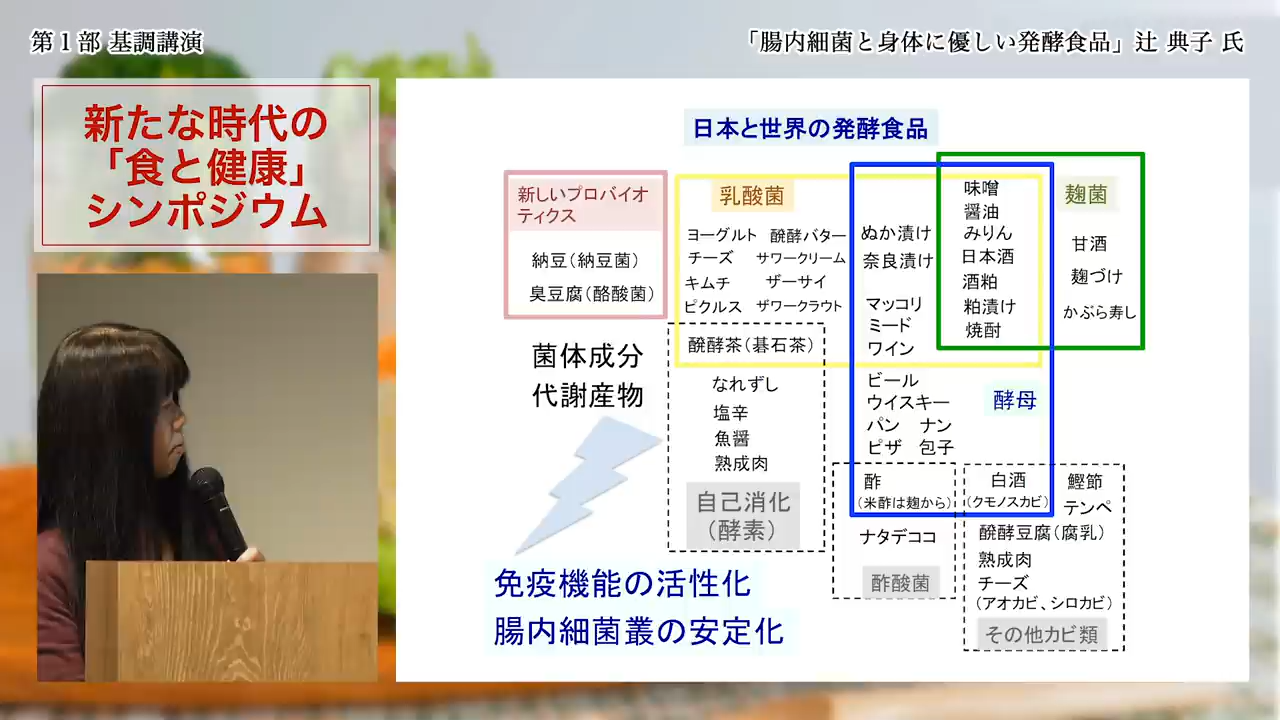 第1部 基調講演
「腸内細菌と身体に優しい発酵食品」辻 典子 氏
新たな時代の
「食と健康」
シンポジウム
日本と世界の発酵食品
新しいプロバイオ
ティクス
納豆（納豆菌）
臭豆腐（酪酸菌）
菌体成分
代謝産物
免疫機能の活性化
腸内細菌叢の安定化
乳酸菌
ヨーグルト 醗酵バター
チーズ サワークリーム
キムチ ザーサイ
ピクルス ザワークラウト
醗酵茶（碁石茶）
なれずし
塩辛
魚醤
熟成肉
自己消化
（酵素）
ぬか漬け
奈良漬け
マッコリ
ミード
ワイン
ビール
ウイスキー
パン ナン
ピザ 包子
酵母
酢
（米酢は麹から）
ナタデココ
酢酸菌
味噌
醤油
みりん
日本酒
酒粕
粕漬け
焼酎
麹菌
甘酒
麹づけ
かぶら寿し
白酒
（クモノスカビ）
鰹節
テンペ
醗酵豆腐（腐乳）
熟成肉
チーズ
（アオカビ、シロカビ）
その他カビ類